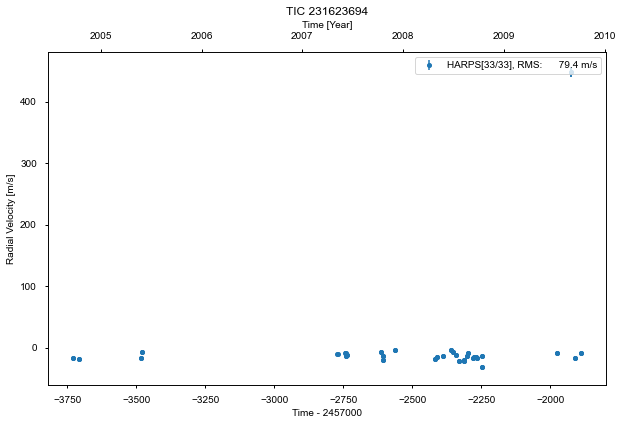 TIC 231623694
Time [Year]
2005 2006 2007 2008 2009 2010
HARPS[33/33], RMS: 79.4 m/s
Radial Velocity [m/s]
400
300
200
100
0
−3750 −3500 −3250 −3000 −2750 −2500 −2250 −2000
Time - 2457000